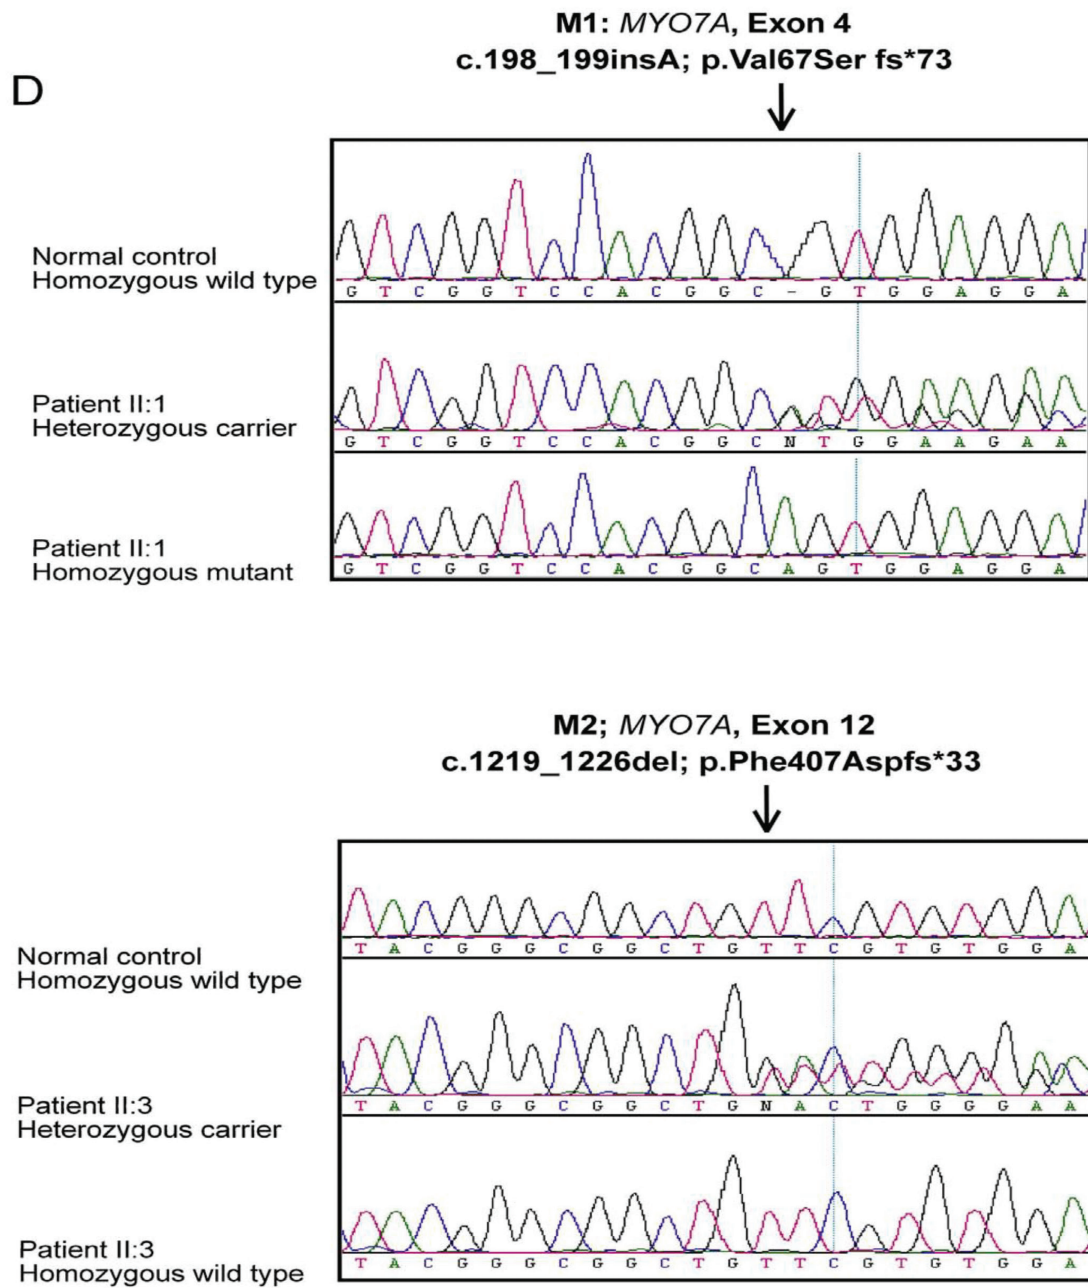 M1: MYO7A, Exon 4
c.198_199insA; p.Val67Ser fs*73
D
Normal control
Homozygous wild type
G T C G G T C C A C G G C - G T G G A G G A
Patient II:1
Heterozygous carrier
G T C G G T C C A C G G C N T G G A A G A A
Patient II:1
Homozygous mutant
G T C G G T C C A C G G C A G T G G A G G A
M2; MYO7A, Exon 12
c.1219_1226del; p.Phe407Aspfs*33
Normal control
Homozygous wild type
T A C G G G C G G C T G T T C G T G T G G A
Patient II:3
Heterozygous carrier
T A C G G G C G G C T G N A C T G G G G A A
Patient II:3
Homozygous wild type
T A C G G G C G G C T G T T C G T G T G G A